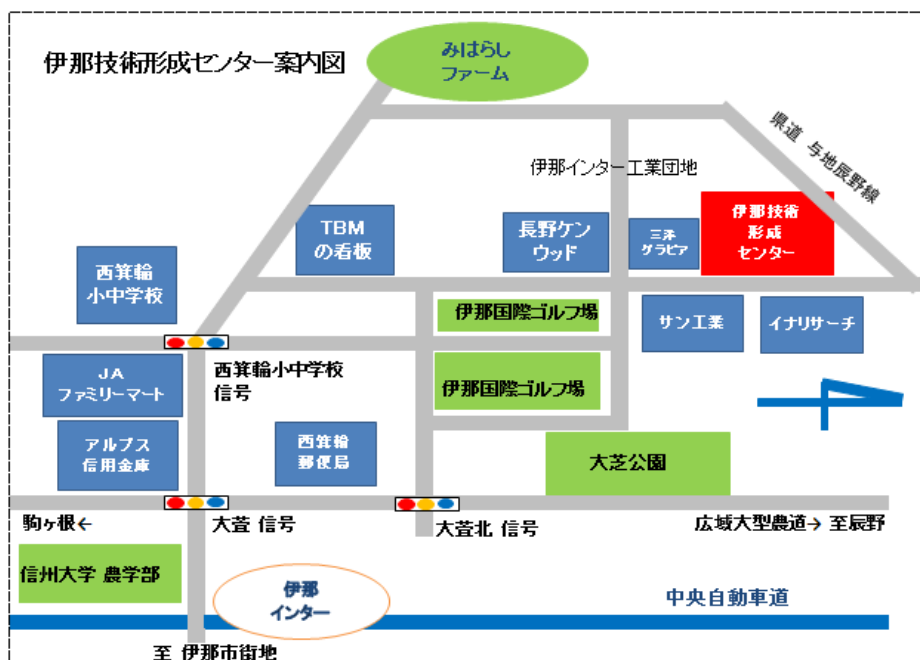 伊那技術形成センター案内図
みはらし
ファーム
県道 与地辰野線
伊那インター工業団地
TBM
の看板
長野ケン
ウッド
三洋
グラビア
伊那技術
形成
センター
西箕輪
小中学校
伊那国際ゴルフ場
サン工業
イナリサーチ
西箕輪小中学校
信号
JA
ファミリーマート
伊那国際ゴルフ場
アルプス
信用金庫
西箕輪
郵便局
大芝公園
駒ヶ根←
大萱 信号
大萱北 信号
広域大型農道→ 至辰野
信州大学 農学部
伊那
インター
中央自動車道
至 伊那市街地